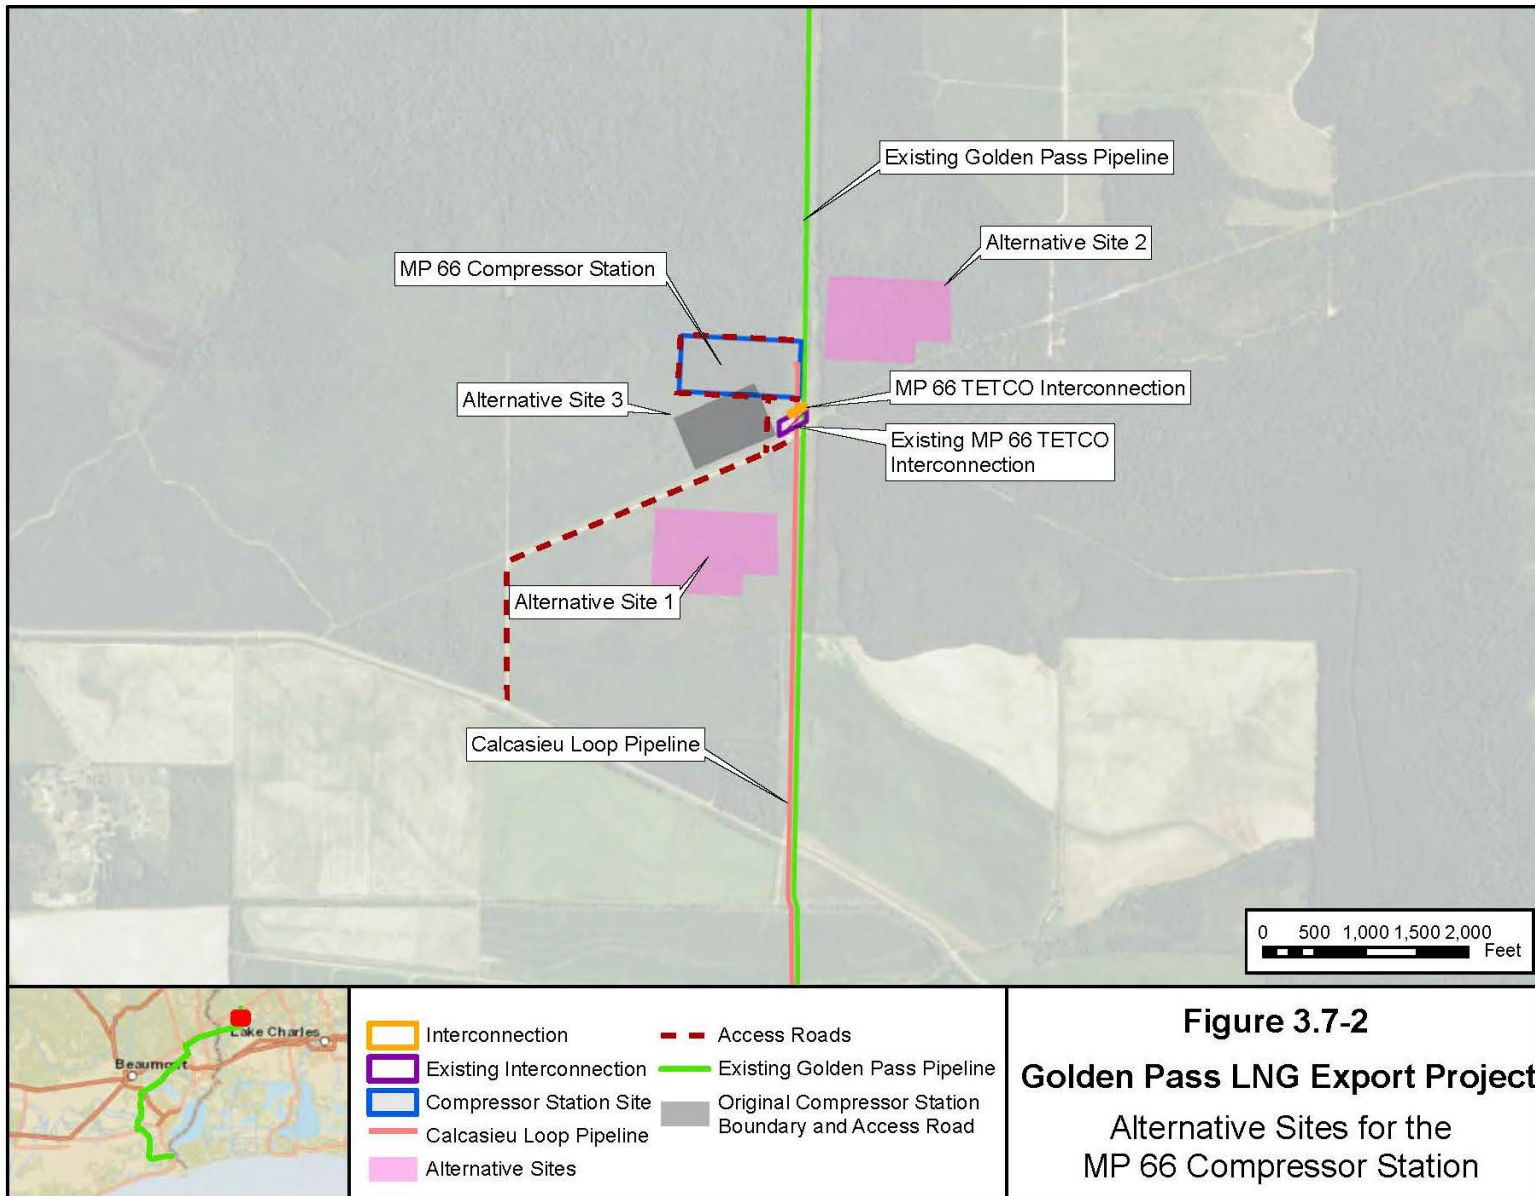 Existing Golden Pass Pipeline
Alternative Site 2
MP 66 Compressor Station
MP 66 TETCO Interconnection
Alternative Site 3
Existing MP 66 TETCO
Interconnection
Alternative Site 1
Calcasieu Loop Pipeline
0 500 1,000 1,500 2,000
Feet
Lake Charles
Beaumont
Interconnection
Existing Interconnection
Compressor Station Site
Calcasieu Loop Pipeline
Alternative Sites
Access Roads
Existing Golden Pass Pipeline
Original Compressor Station
Boundary and Access Road
Figure 3.7-2
Golden Pass LNG Export Project
Alternative Sites for the
MP 66 Compressor Station